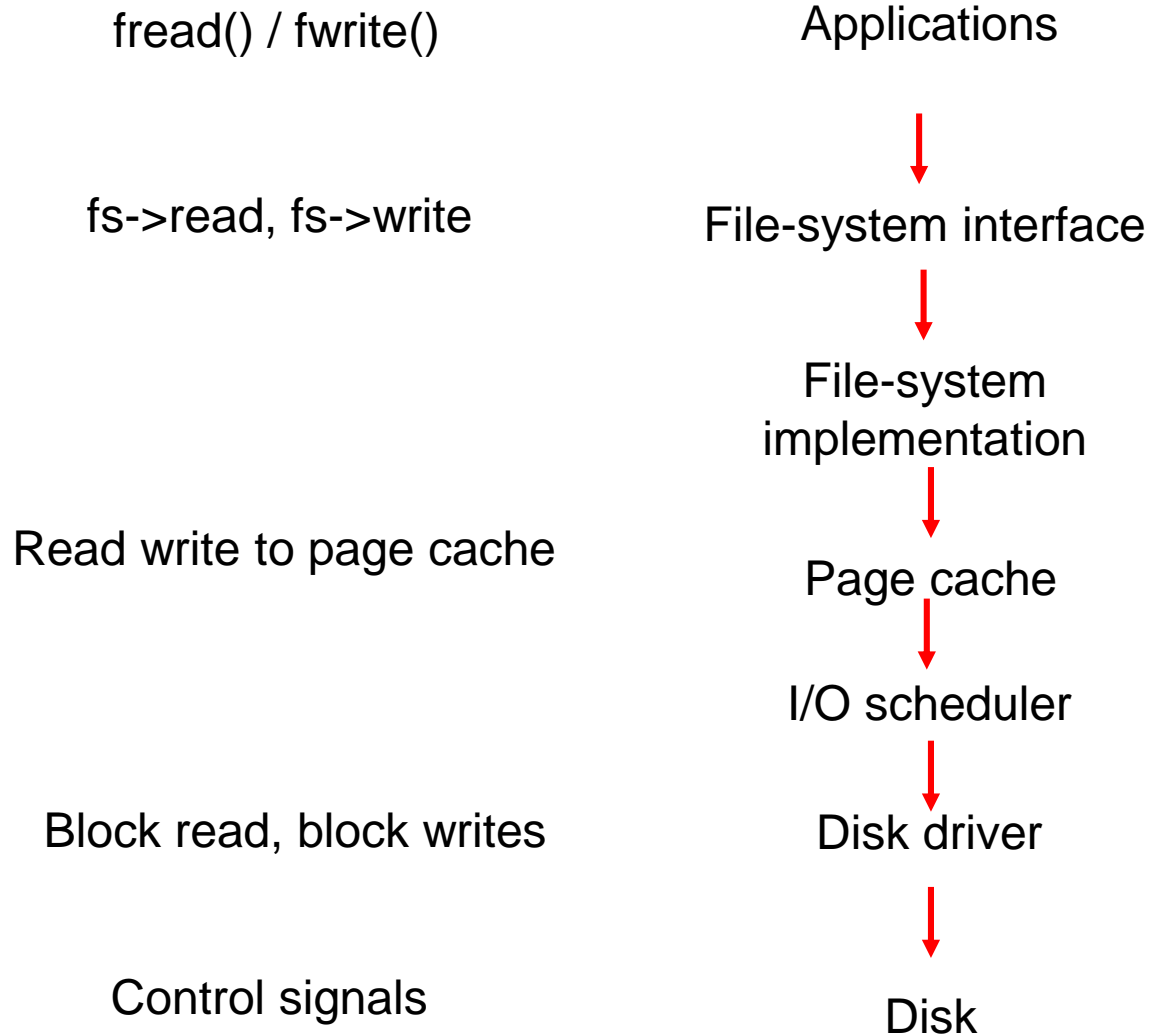 fread() / fwrite()
Applications
fs->read, fs->write
File-system interface
File-system
implementation
Read write to page cache
Page cache
I/O scheduler
Block read, block writes
Disk driver
Control signals
Disk